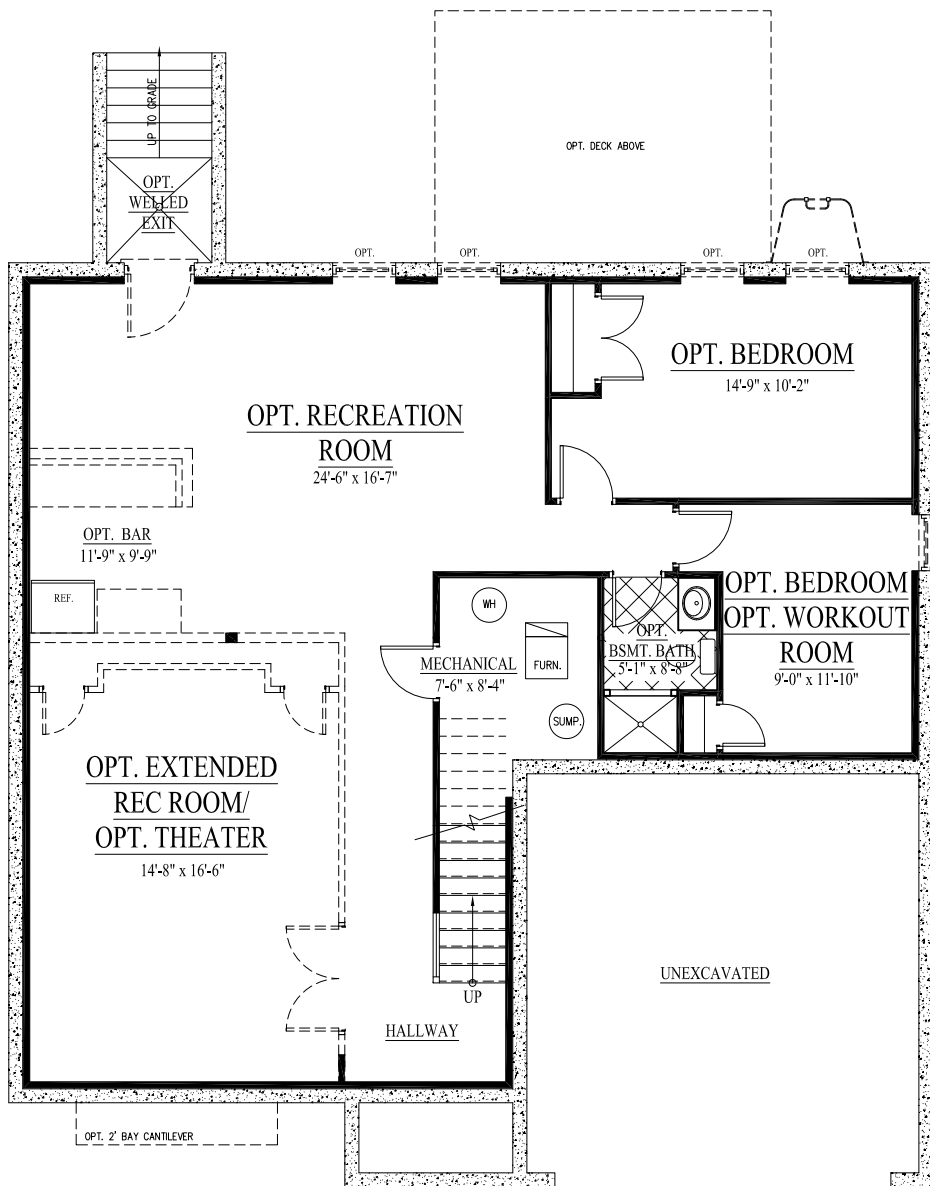 UP TO GRADE
OPT.
WELLED
EXIT
OPT. DECK ABOVE
OPT.
OPT.
OPT.
OPT.
OPT. BEDROOM
14'-9" x 10'-2"
OPT. RECREATION
ROOM
24'-6" x 16'-7"
OPT. BAR
11'-9" x 9'-9"
REF.
WH
MECHANICAL
7'-6" x 8'-4"
FURN.
SUMP.
OPT.
BSMT. BATH
5'-1" x 8'-8"
OPT. BEDROOM
OPT. WORKOUT
ROOM
9'-0" x 11'-10"
OPT. EXTENDED
REC ROOM/
OPT. THEATER
14'-8" x 16'-6"
UP
HALLWAY
UNEXCAVATED
OPT. 2' BAY CANTILEVER